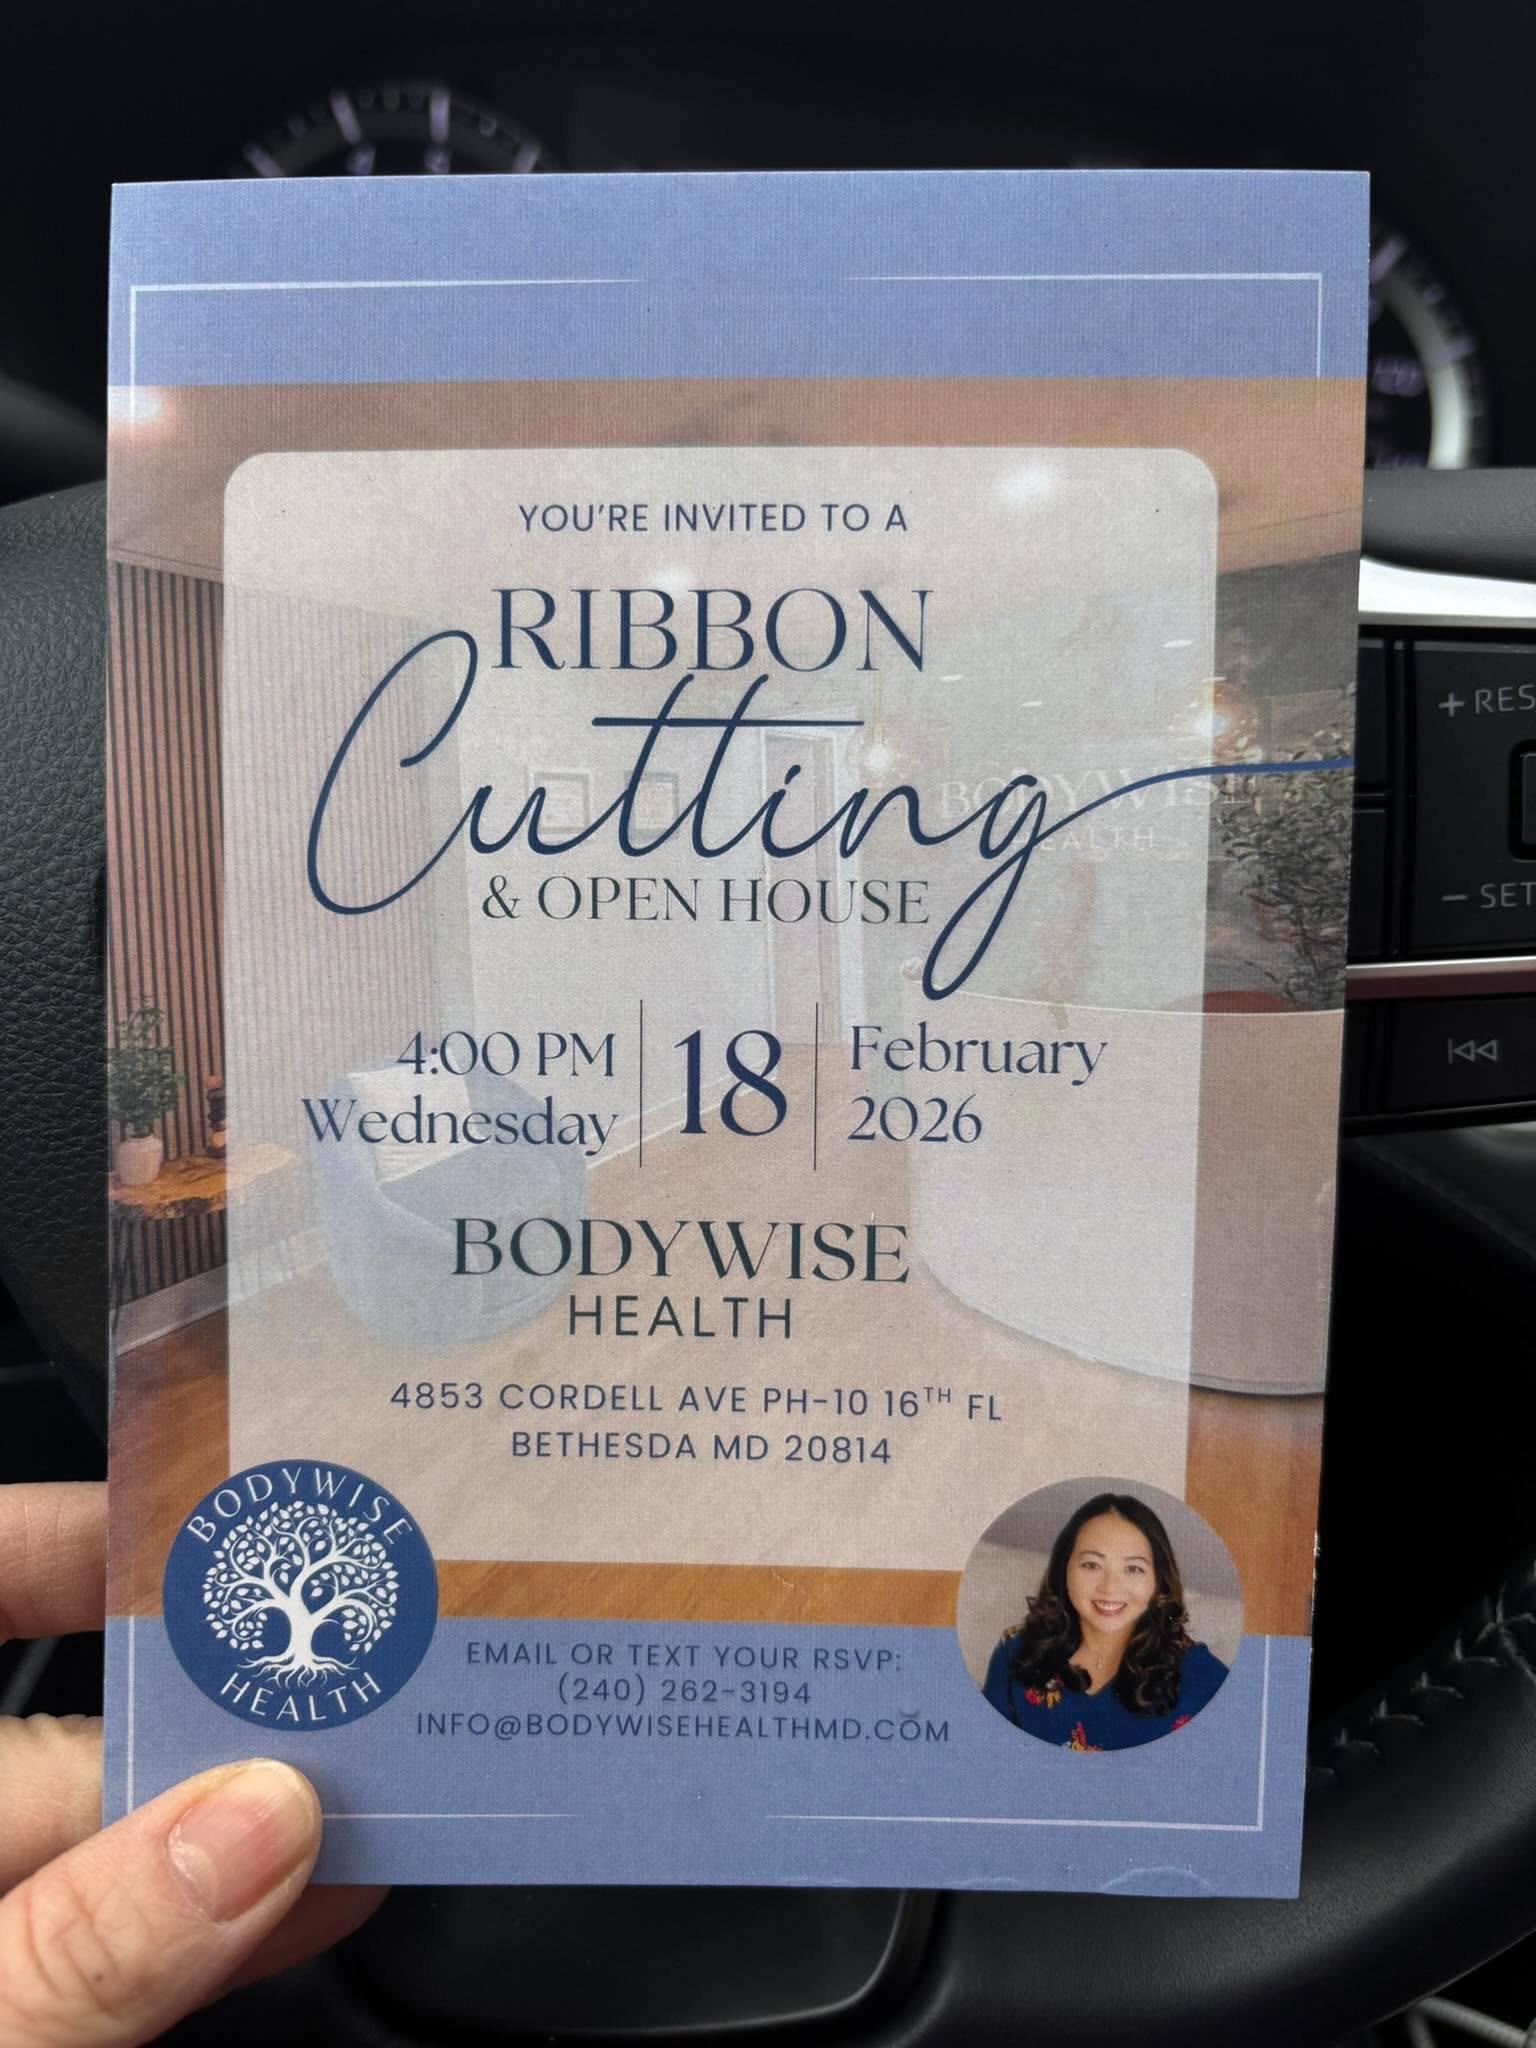 YOU'RE INVITED TO A
RIBBON
Cutting
& OPEN HOUSE
BODYWISE
HEALTH
4:00 PM
Wednesday
18
February
2026
BODYWISE
HEALTH
4853 CORDELL AVE PH-10 16TH FL
BETHESDA MD 20814
BODYWISE
HEALTH
EMAIL OR TEXT YOUR RSVP:
(240) 262-3194
INFO@BODYWISEHEALTHMD.COM
+ RES
− SET